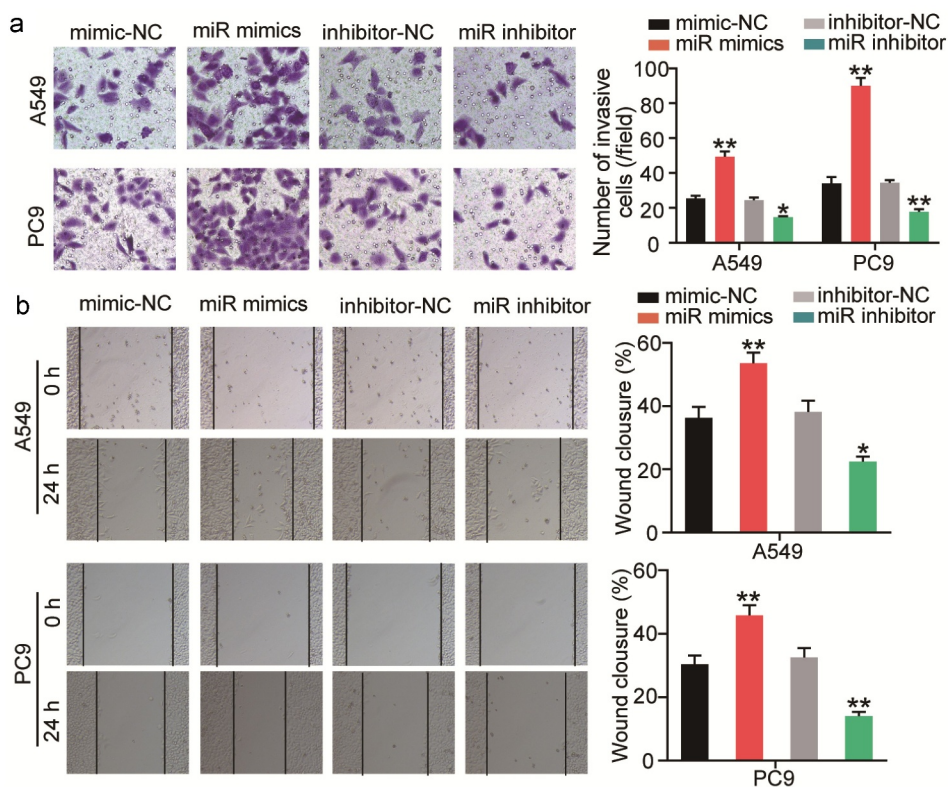 a
mimic-NC miR mimics inhibitor-NC miR inhibitor
A549
PC9
mimic-NC inhibitor-NC
miR mimics miR inhibitor
Number of invasive
cells (/field)
100
80
60
40
20
0
** * ** **
A549 PC9
b
mimic-NC miR mimics inhibitor-NC miR inhibitor
A549
0 h
24 h
PC9
0 h
24 h
mimic-NC inhibitor-NC
miR mimics miR inhibitor
Wound clousure (%)
60
40
20
0
** *
A549
Wound clousure (%)
60
40
20
0
** **
PC9